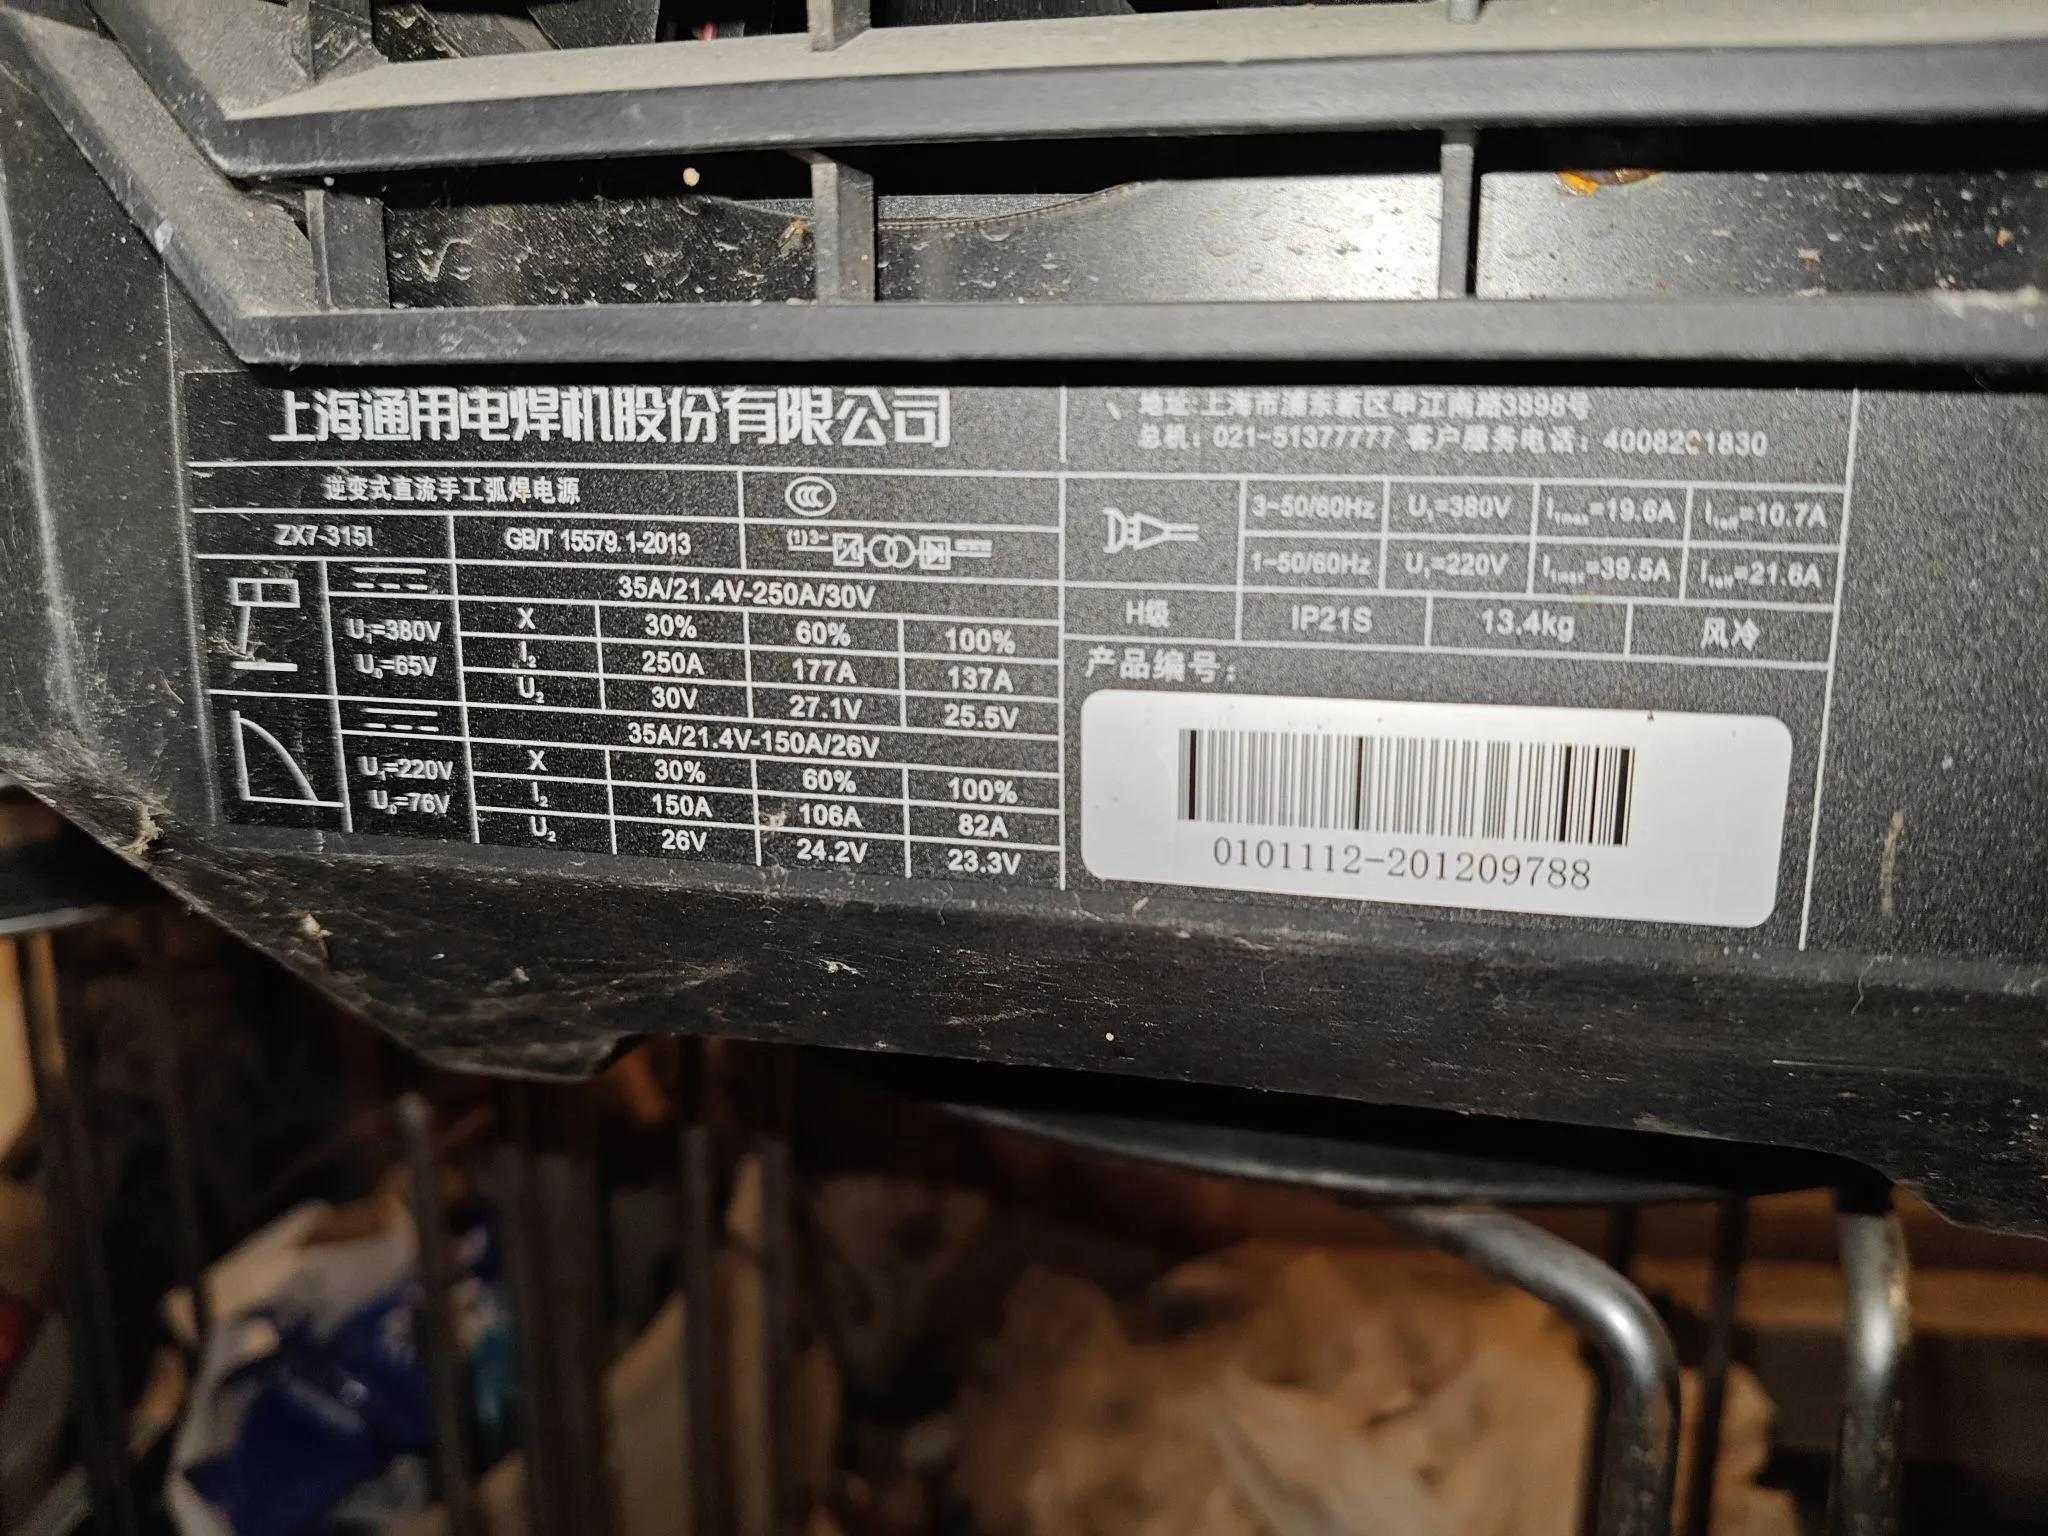 上海通用电焊机股份有限公司
地址:上海市浦东新区申江南路3898号
总机：021-51377777 客户服务电话：4008201830
逆变式直流手工弧焊电源
CCC
ZX7-315I GB/T 15579.1-2013 (1)3~
35A/21.4V-250A/30V
U₁=380V
U₀=65V
X 30% 60% 100%
I₂ 250A 177A 137A
U₂ 30V 27.1V 25.5V
35A/21.4V-150A/26V
U₁=220V
U₀=76V
X 30% 60% 100%
I₂ 150A 106A 82A
U₂ 26V 24.2V 23.3V
3~50/60Hz U₁=380V I₁max=19.6A I₁eff=10.7A
1~50/60Hz U₁=220V I₁max=39.5A I₁eff=21.6A
H级 IP21S 13.4kg 风冷
产品编号：
0101112-201209788